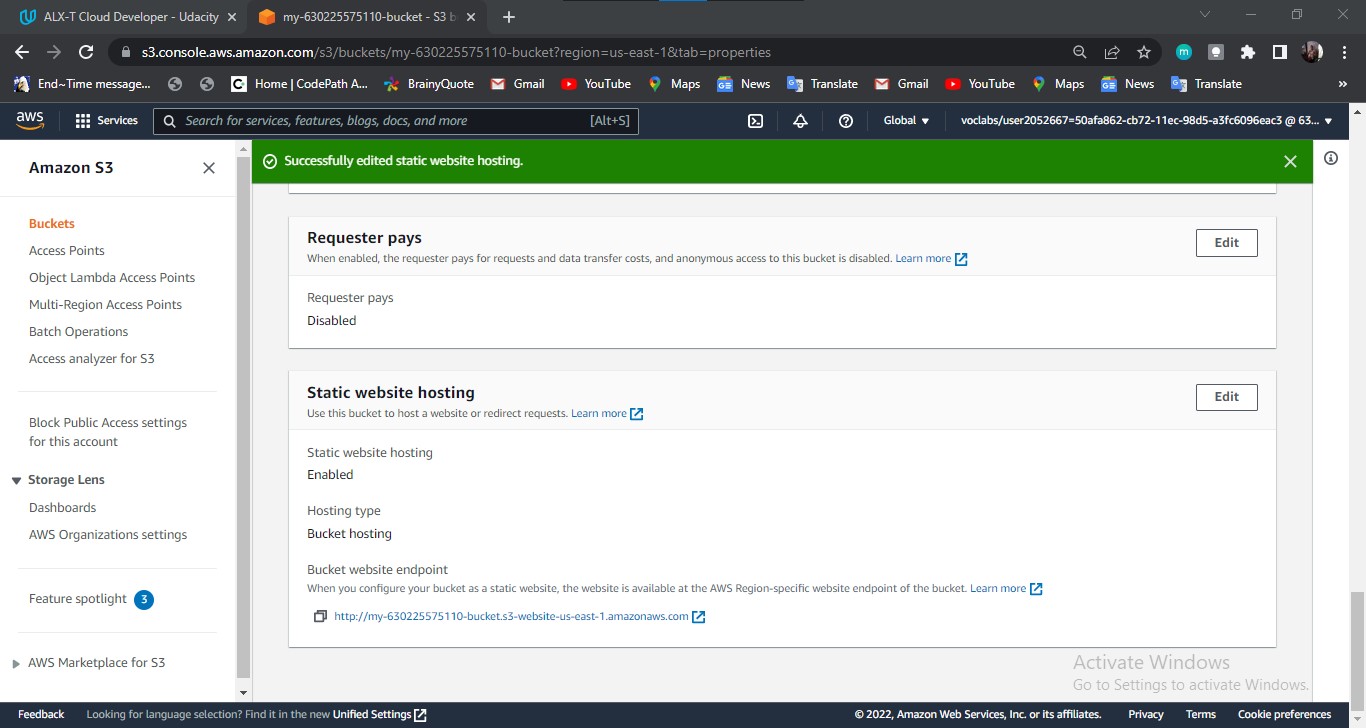 ALX-T Cloud Developer - Udacity
my-630225575110-bucket - S3 b
s3.console.aws.amazon.com/s3/buckets/my-630225575110-bucket?region=us-east-1&tab=properties
m
End~Time message...
Home | CodePath A...
BrainyQuote
Gmail
YouTube
Maps
News
Translate
Gmail
YouTube
Maps
News
Translate
»
aws
Services
Search for services, features, blogs, docs, and more
[Alt+S]
Global
voclabs/user2052667=50afa862-cb72-11ec-98d5-a3fc6096eac3 @ 63...
Amazon S3
Buckets
Access Points
Object Lambda Access Points
Multi-Region Access Points
Batch Operations
Access analyzer for S3
Block Public Access settings
for this account
Storage Lens
Dashboards
AWS Organizations settings
Feature spotlight 3
AWS Marketplace for S3
Successfully edited static website hosting.
Requester pays
Edit
When enabled, the requester pays for requests and data transfer costs, and anonymous access to this bucket is disabled. Learn more
Requester pays
Disabled
Static website hosting
Edit
Use this bucket to host a website or redirect requests. Learn more
Static website hosting
Enabled
Hosting type
Bucket hosting
Bucket website endpoint
When you configure your bucket as a static website, the website is available at the AWS Region-specific website endpoint of the bucket. Learn more
http://my-630225575110-bucket.s3-website-us-east-1.amazonaws.com
Activate Windows
Go to Settings to activate Windows.
Feedback
Looking for language selection? Find it in the new Unified Settings
© 2022, Amazon Web Services, Inc. or its affiliates.
Privacy
Terms
Cookie preferences